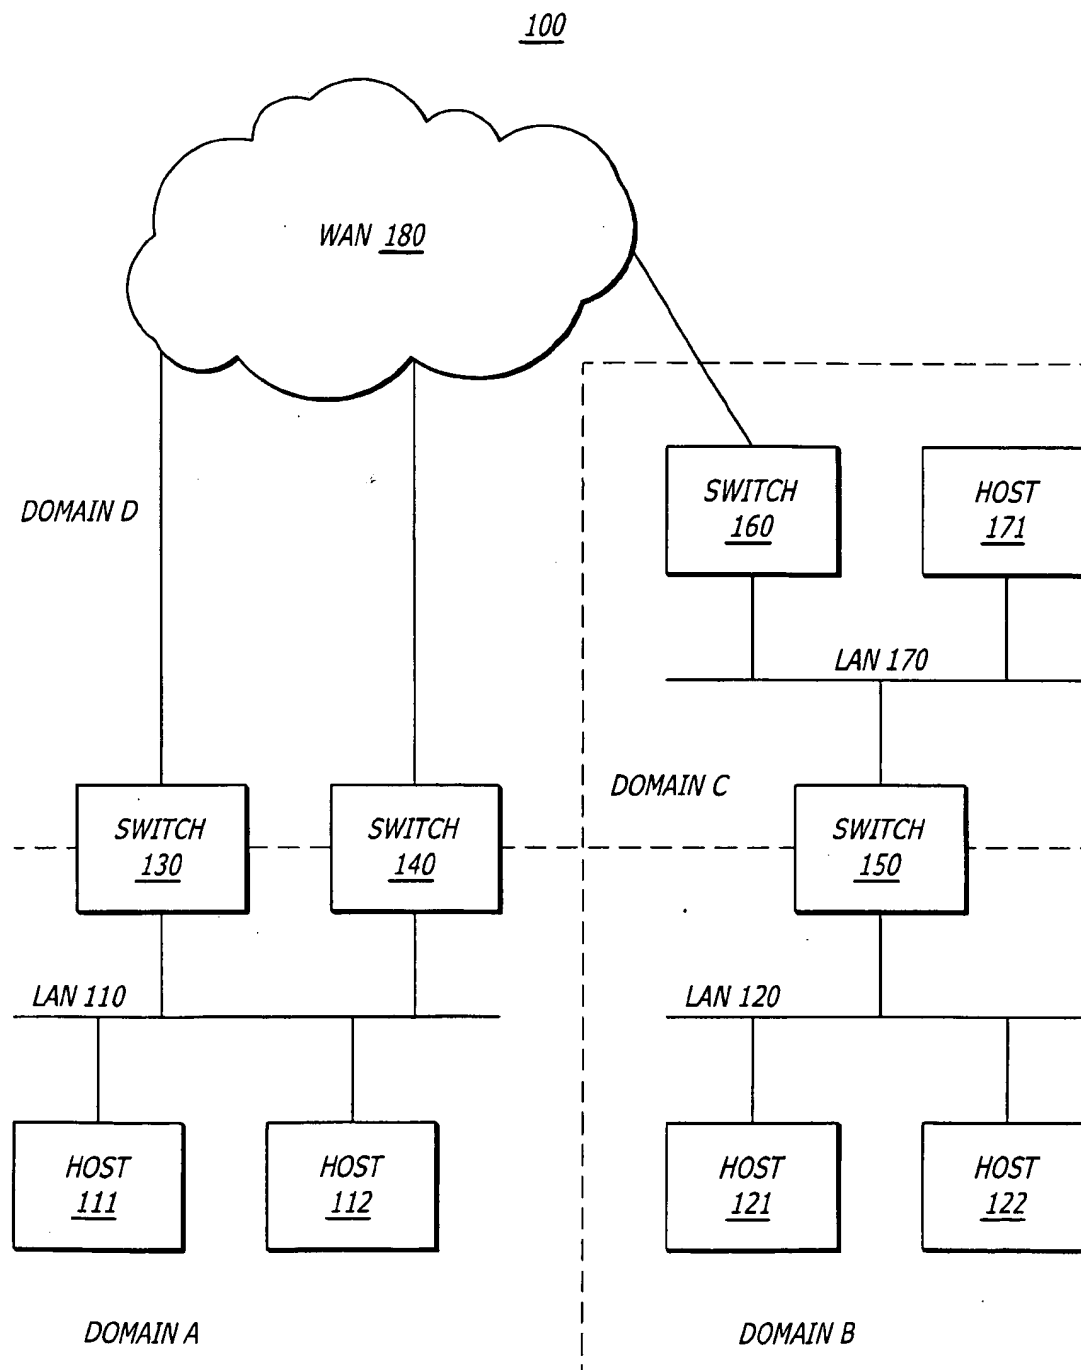 100
WAN 180
DOMAIN D
SWITCH
160
HOST
171
LAN 170
DOMAIN C
SWITCH
130
SWITCH
140
SWITCH
150
LAN 110
LAN 120
HOST
111
HOST
112
HOST
121
HOST
122
DOMAIN A
DOMAIN B